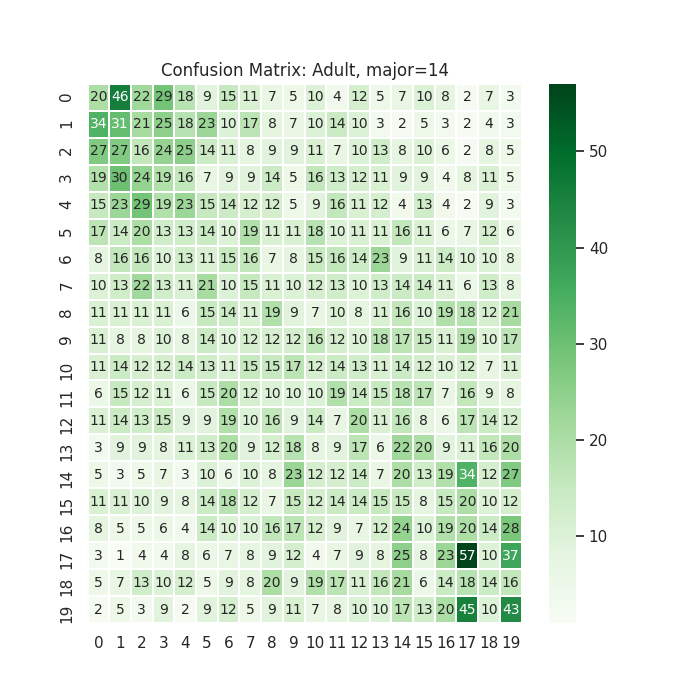 Confusion Matrix: Adult, major=14
0 20 46 22 29 18 9 15 11 7 5 10 4 12 5 7 10 8 2 7 3
1 34 31 21 25 18 23 10 17 8 7 10 14 10 3 2 5 3 2 4 3
2 27 27 16 24 25 14 11 8 9 9 11 7 10 13 8 10 6 2 8 5
3 19 30 24 19 16 7 9 9 14 5 16 13 12 11 9 9 4 8 11 5
4 15 23 29 19 23 15 14 12 12 5 9 16 11 12 4 13 4 2 9 3
5 17 14 20 13 13 14 10 19 11 11 18 10 11 11 16 11 6 7 12 6
6 8 16 16 10 13 11 15 16 7 8 15 16 14 23 9 11 14 10 10 8
7 10 13 22 13 11 21 10 15 11 10 12 10 13 10 13 14 14 11 6 13 8
8 11 11 11 11 6 15 14 11 19 9 7 10 8 11 16 10 19 18 12 21
9 11 8 8 10 8 14 10 12 12 12 16 12 10 18 17 15 11 19 10 17
10 11 14 12 12 14 13 11 15 15 17 12 14 13 11 14 12 10 12 7 11
11 6 15 12 11 6 15 20 12 10 10 10 19 14 15 18 17 7 16 9 8
12 11 14 13 15 9 9 19 10 16 9 14 7 20 11 16 8 6 17 14 12
13 3 9 9 8 11 13 20 9 12 18 8 9 17 6 22 20 9 11 16 20
14 5 3 5 7 3 10 6 10 8 23 12 12 14 7 20 13 19 34 12 27
15 11 11 10 9 8 14 18 12 7 15 12 14 14 15 15 8 15 20 10 12
16 8 5 5 6 4 14 10 10 16 17 12 9 7 12 24 10 19 20 14 28
17 3 1 4 4 8 6 7 8 9 12 4 7 9 8 25 8 23 57 10 37
18 5 7 13 10 12 5 9 8 20 9 19 17 11 16 21 6 14 18 14 16
19 2 5 3 9 2 9 12 5 9 11 7 8 10 10 17 13 20 45 10 43
0 1 2 3 4 5 6 7 8 9 10 11 12 13 14 15 16 17 18 19
50
40
30
20
10